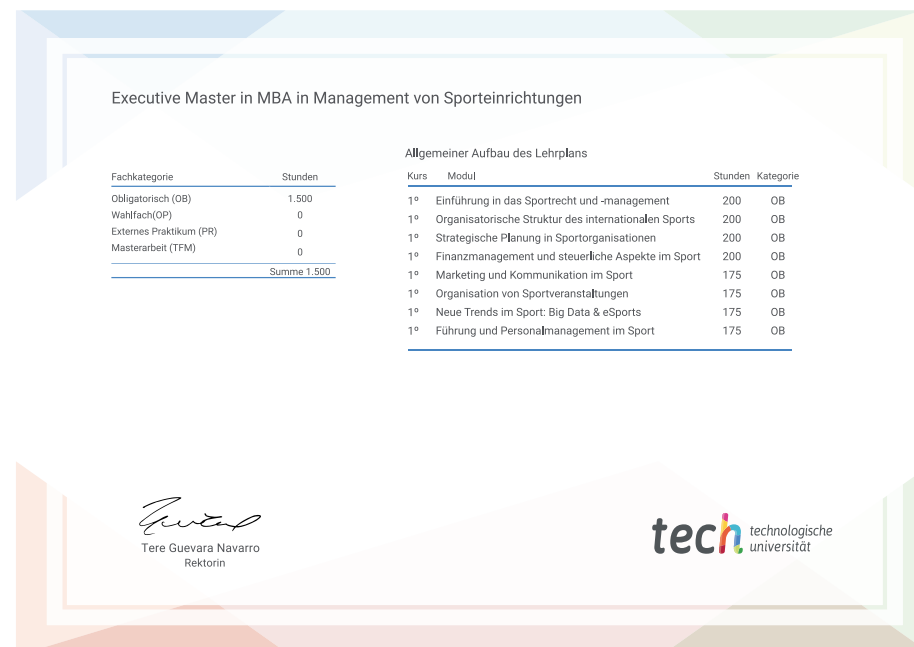 Executive Master in MBA in Management von Sporteinrichtungen
Fachkategorie Stunden
Obligatorisch (OB) 1.500
Wahlfach(OP) 0
Externes Praktikum (PR) 0
Masterarbeit (TFM) 0
Summe 1.500
Allgemeiner Aufbau des Lehrplans
Kurs Modul Stunden Kategorie
1º Einführung in das Sportrecht und -management 200 OB
1º Organisatorische Struktur des internationalen Sports 200 OB
1º Strategische Planung in Sportorganisationen 200 OB
1º Finanzmanagement und steuerliche Aspekte im Sport 200 OB
1º Marketing und Kommunikation im Sport 175 OB
1º Organisation von Sportveranstaltungen 175 OB
1º Neue Trends im Sport: Big Data & eSports 175 OB
1º Führung und Personalmanagement im Sport 175 OB
Tere Guevara Navarro
Rektorin
tech technologische
universität